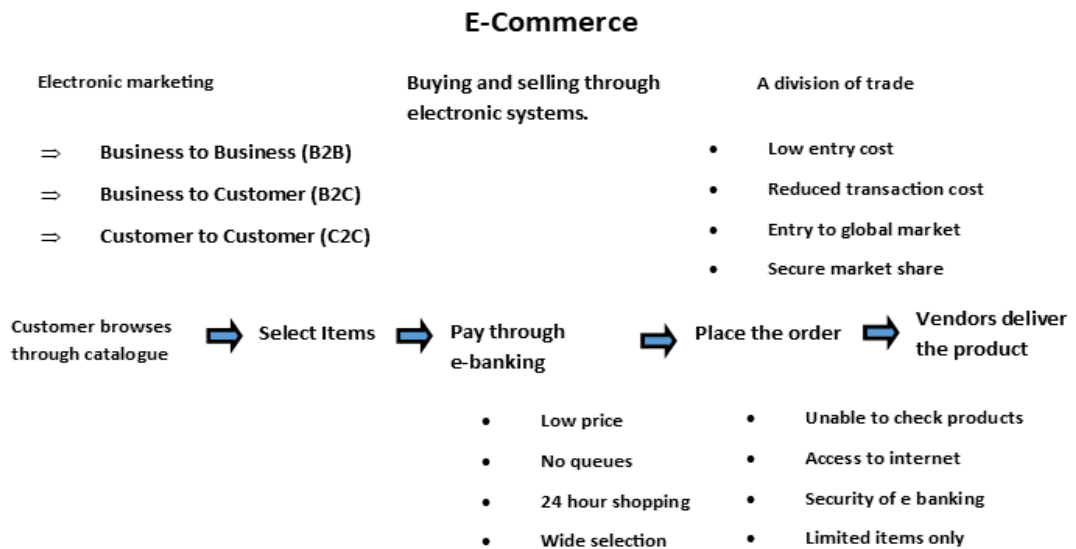 E-Commerce
Electronic marketing
Buying and selling through
electronic systems.
A division of trade
⇒ Business to Business (B2B)
⇒ Business to Customer (B2C)
⇒ Customer to Customer (C2C)
• Low entry cost
• Reduced transaction cost
• Entry to global market
• Secure market share
Customer browses
through catalogue
Select Items
Pay through
e-banking
Place the order
Vendors deliver
the product
• Low price
• No queues
• 24 hour shopping
• Wide selection
• Unable to check products
• Access to internet
• Security of e banking
• Limited items only